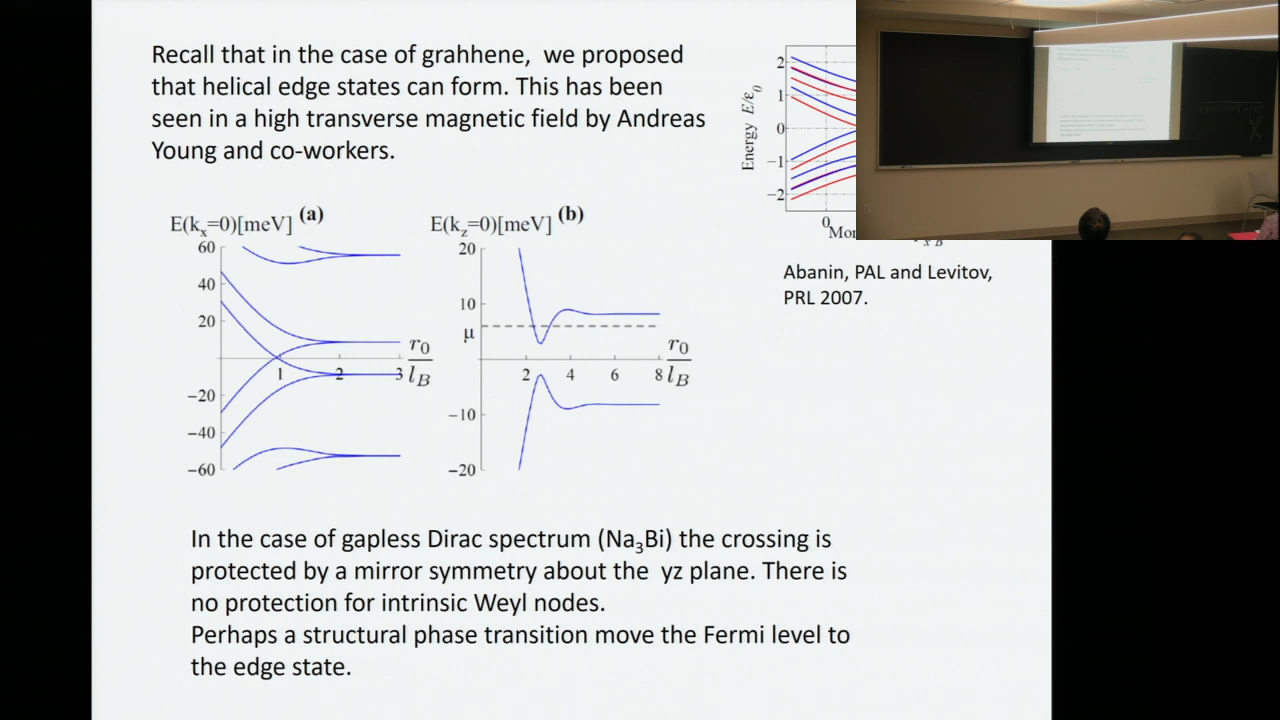 Recall that in the case of grahhene, we proposed
that helical edge states can form. This has been
seen in a high transverse magnetic field by Andreas
Young and co-workers.
2
1
0
−1
−2
Energy E/ε0
0
Abanin, PAL and Levitov,
PRL 2007.
E(kx=0)[meV] (a)
60
40
20
−20
−40
−60
1
2
3
r0
lB
E(kz=0)[meV] (b)
20
10
μ
−10
−20
2
4
6
8
r0
lB
In the case of gapless Dirac spectrum (Na3Bi) the crossing is
protected by a mirror symmetry about the yz plane. There is
no protection for intrinsic Weyl nodes.
Perhaps a structural phase transition move the Fermi level to
the edge state.